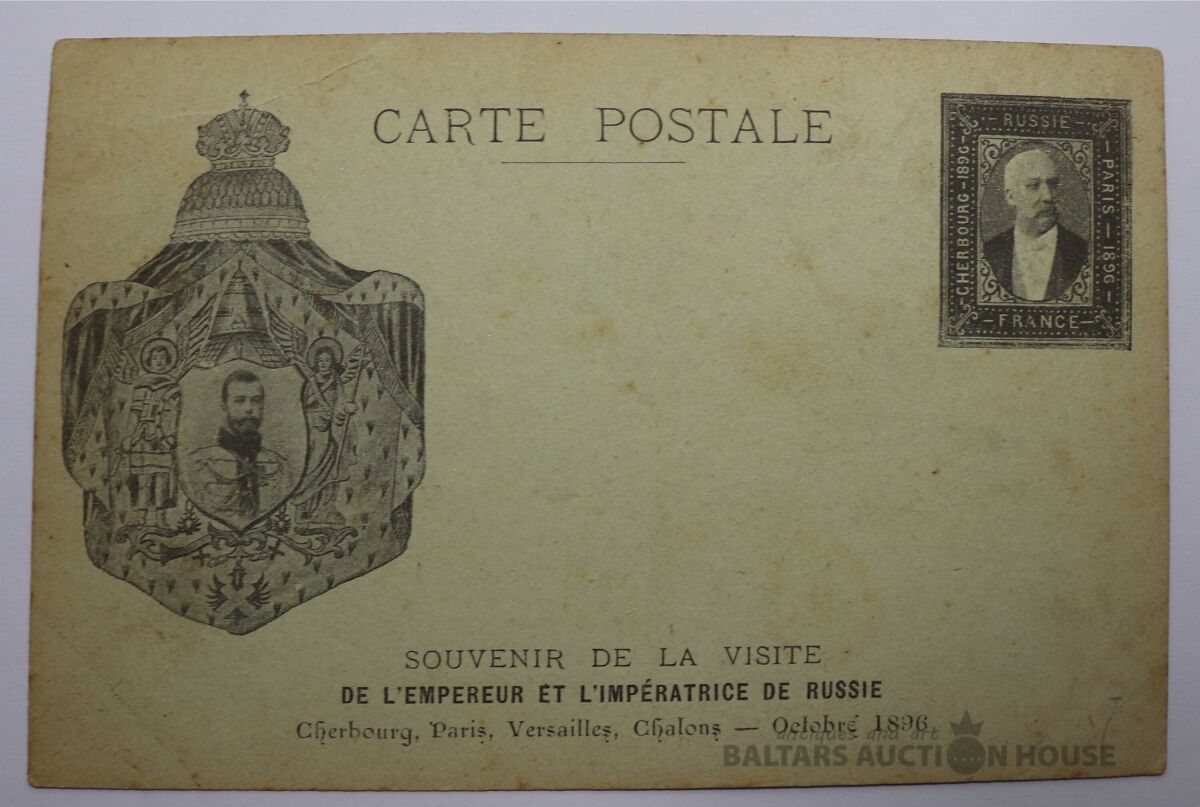 CARTE POSTALE
- RUSSIE -
- CHERBOURG - 1896 -
- PARIS - 1896 -
- FRANCE -
SOUVENIR DE LA VISITE
DE L'EMPEREUR ET L'IMPÉRATRICE DE RUSSIE
Cherbourg, Paris, Versailles, Chalons — Octobre 1896
antiques and art
BALTARS AUCTION HOUSE